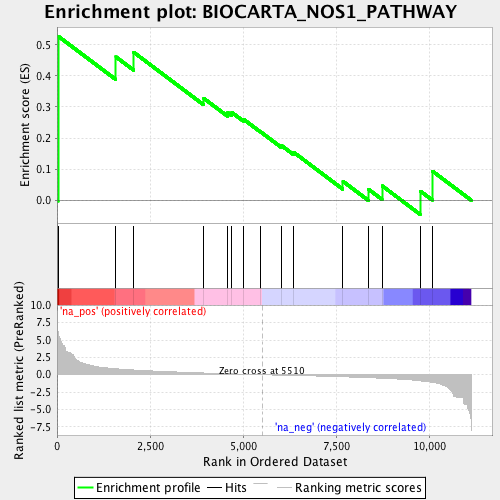 Enrichment plot: BIOCARTA_NOS1_PATHWAY
Enrichment score (ES)
0.5
0.4
0.3
0.2
0.1
0.0
Ranked list metric (PreRanked)
10.0
7.5
5.0
2.5
0.0
-2.5
-5.0
-7.5
'na_pos' (positively correlated)
Zero cross at 5510
'na_neg' (negatively correlated)
0 2,500 5,000 7,500 10,000
Rank in Ordered Dataset
Enrichment profile Hits Ranking metric scores